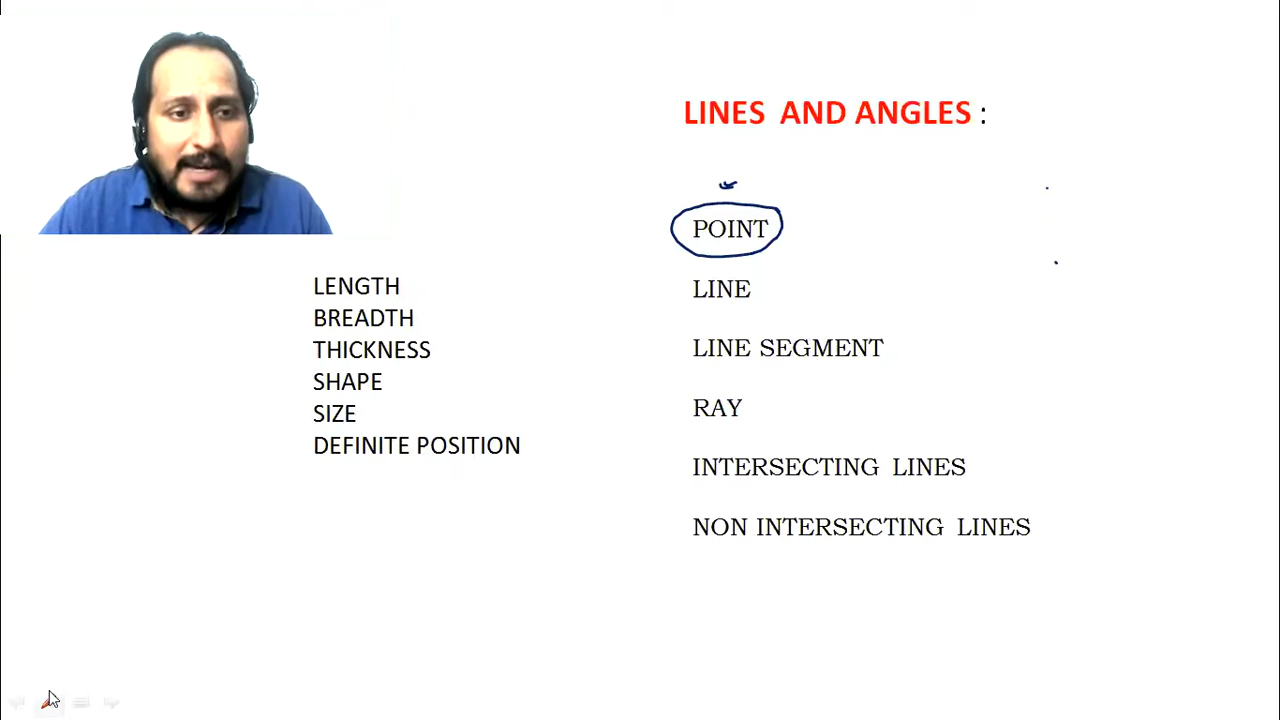 LINES AND ANGLES :
POINT
LINE
LINE SEGMENT
RAY
INTERSECTING LINES
NON INTERSECTING LINES
LENGTH
BREADTH
THICKNESS
SHAPE
SIZE
DEFINITE POSITION